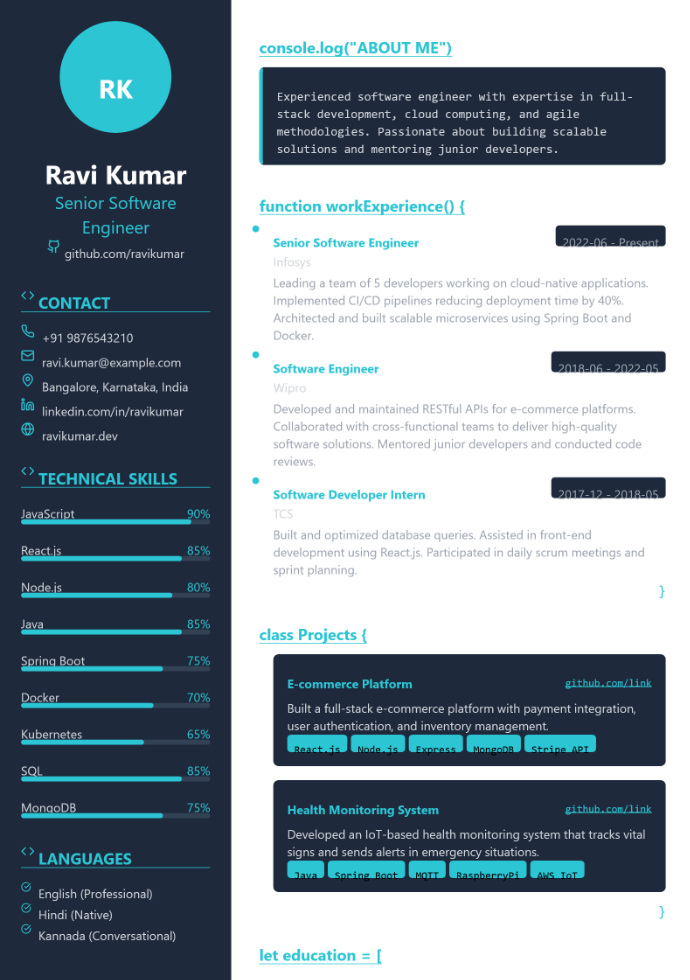 RK
Ravi Kumar
Senior Software
Engineer
github.com/ravikumar
CONTACT
+91 9876543210
ravi.kumar@example.com
Bangalore, Karnataka, India
linkedin.com/in/ravikumar
ravikumar.dev
TECHNICAL SKILLS
JavaScript 90%
React.js 85%
Node.js 80%
Java 85%
Spring Boot 75%
Docker 70%
Kubernetes 65%
SQL 85%
MongoDB 75%
LANGUAGES
English (Professional)
Hindi (Native)
Kannada (Conversational)
console.log("ABOUT ME")
Experienced software engineer with expertise in full-
stack development, cloud computing, and agile
methodologies. Passionate about building scalable
solutions and mentoring junior developers.
function workExperience() {
Senior Software Engineer 2022-06 - Present
Infosys
Leading a team of 5 developers working on cloud-native applications.
Implemented CI/CD pipelines reducing deployment time by 40%.
Architected and built scalable microservices using Spring Boot and
Docker.
Software Engineer 2018-06 - 2022-05
Wipro
Developed and maintained RESTful APIs for e-commerce platforms.
Collaborated with cross-functional teams to deliver high-quality
software solutions. Mentored junior developers and conducted code
reviews.
Software Developer Intern 2017-12 - 2018-05
TCS
Built and optimized database queries. Assisted in front-end
development using React.js. Participated in daily scrum meetings and
sprint planning.
}
class Projects {
E-commerce Platform github.com/link
Built a full-stack e-commerce platform with payment integration,
user authentication, and inventory management.
React.js Node.js Express MongoDB Stripe API
Health Monitoring System github.com/link
Developed an IoT-based health monitoring system that tracks vital
signs and sends alerts in emergency situations.
Java Spring Boot MQTT RaspberryPi AWS IoT
}
let education = [